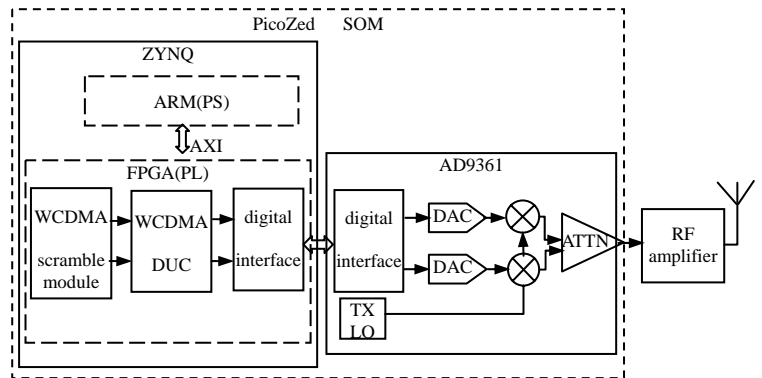 PicoZed SOM
ZYNQ
ARM(PS)
AXI
FPGA(PL)
WCDMA
scramble
module
WCDMA
DUC
digital
interface
AD9361
digital
interface
DAC
DAC
TX
LO
ATTN
RF
amplifier